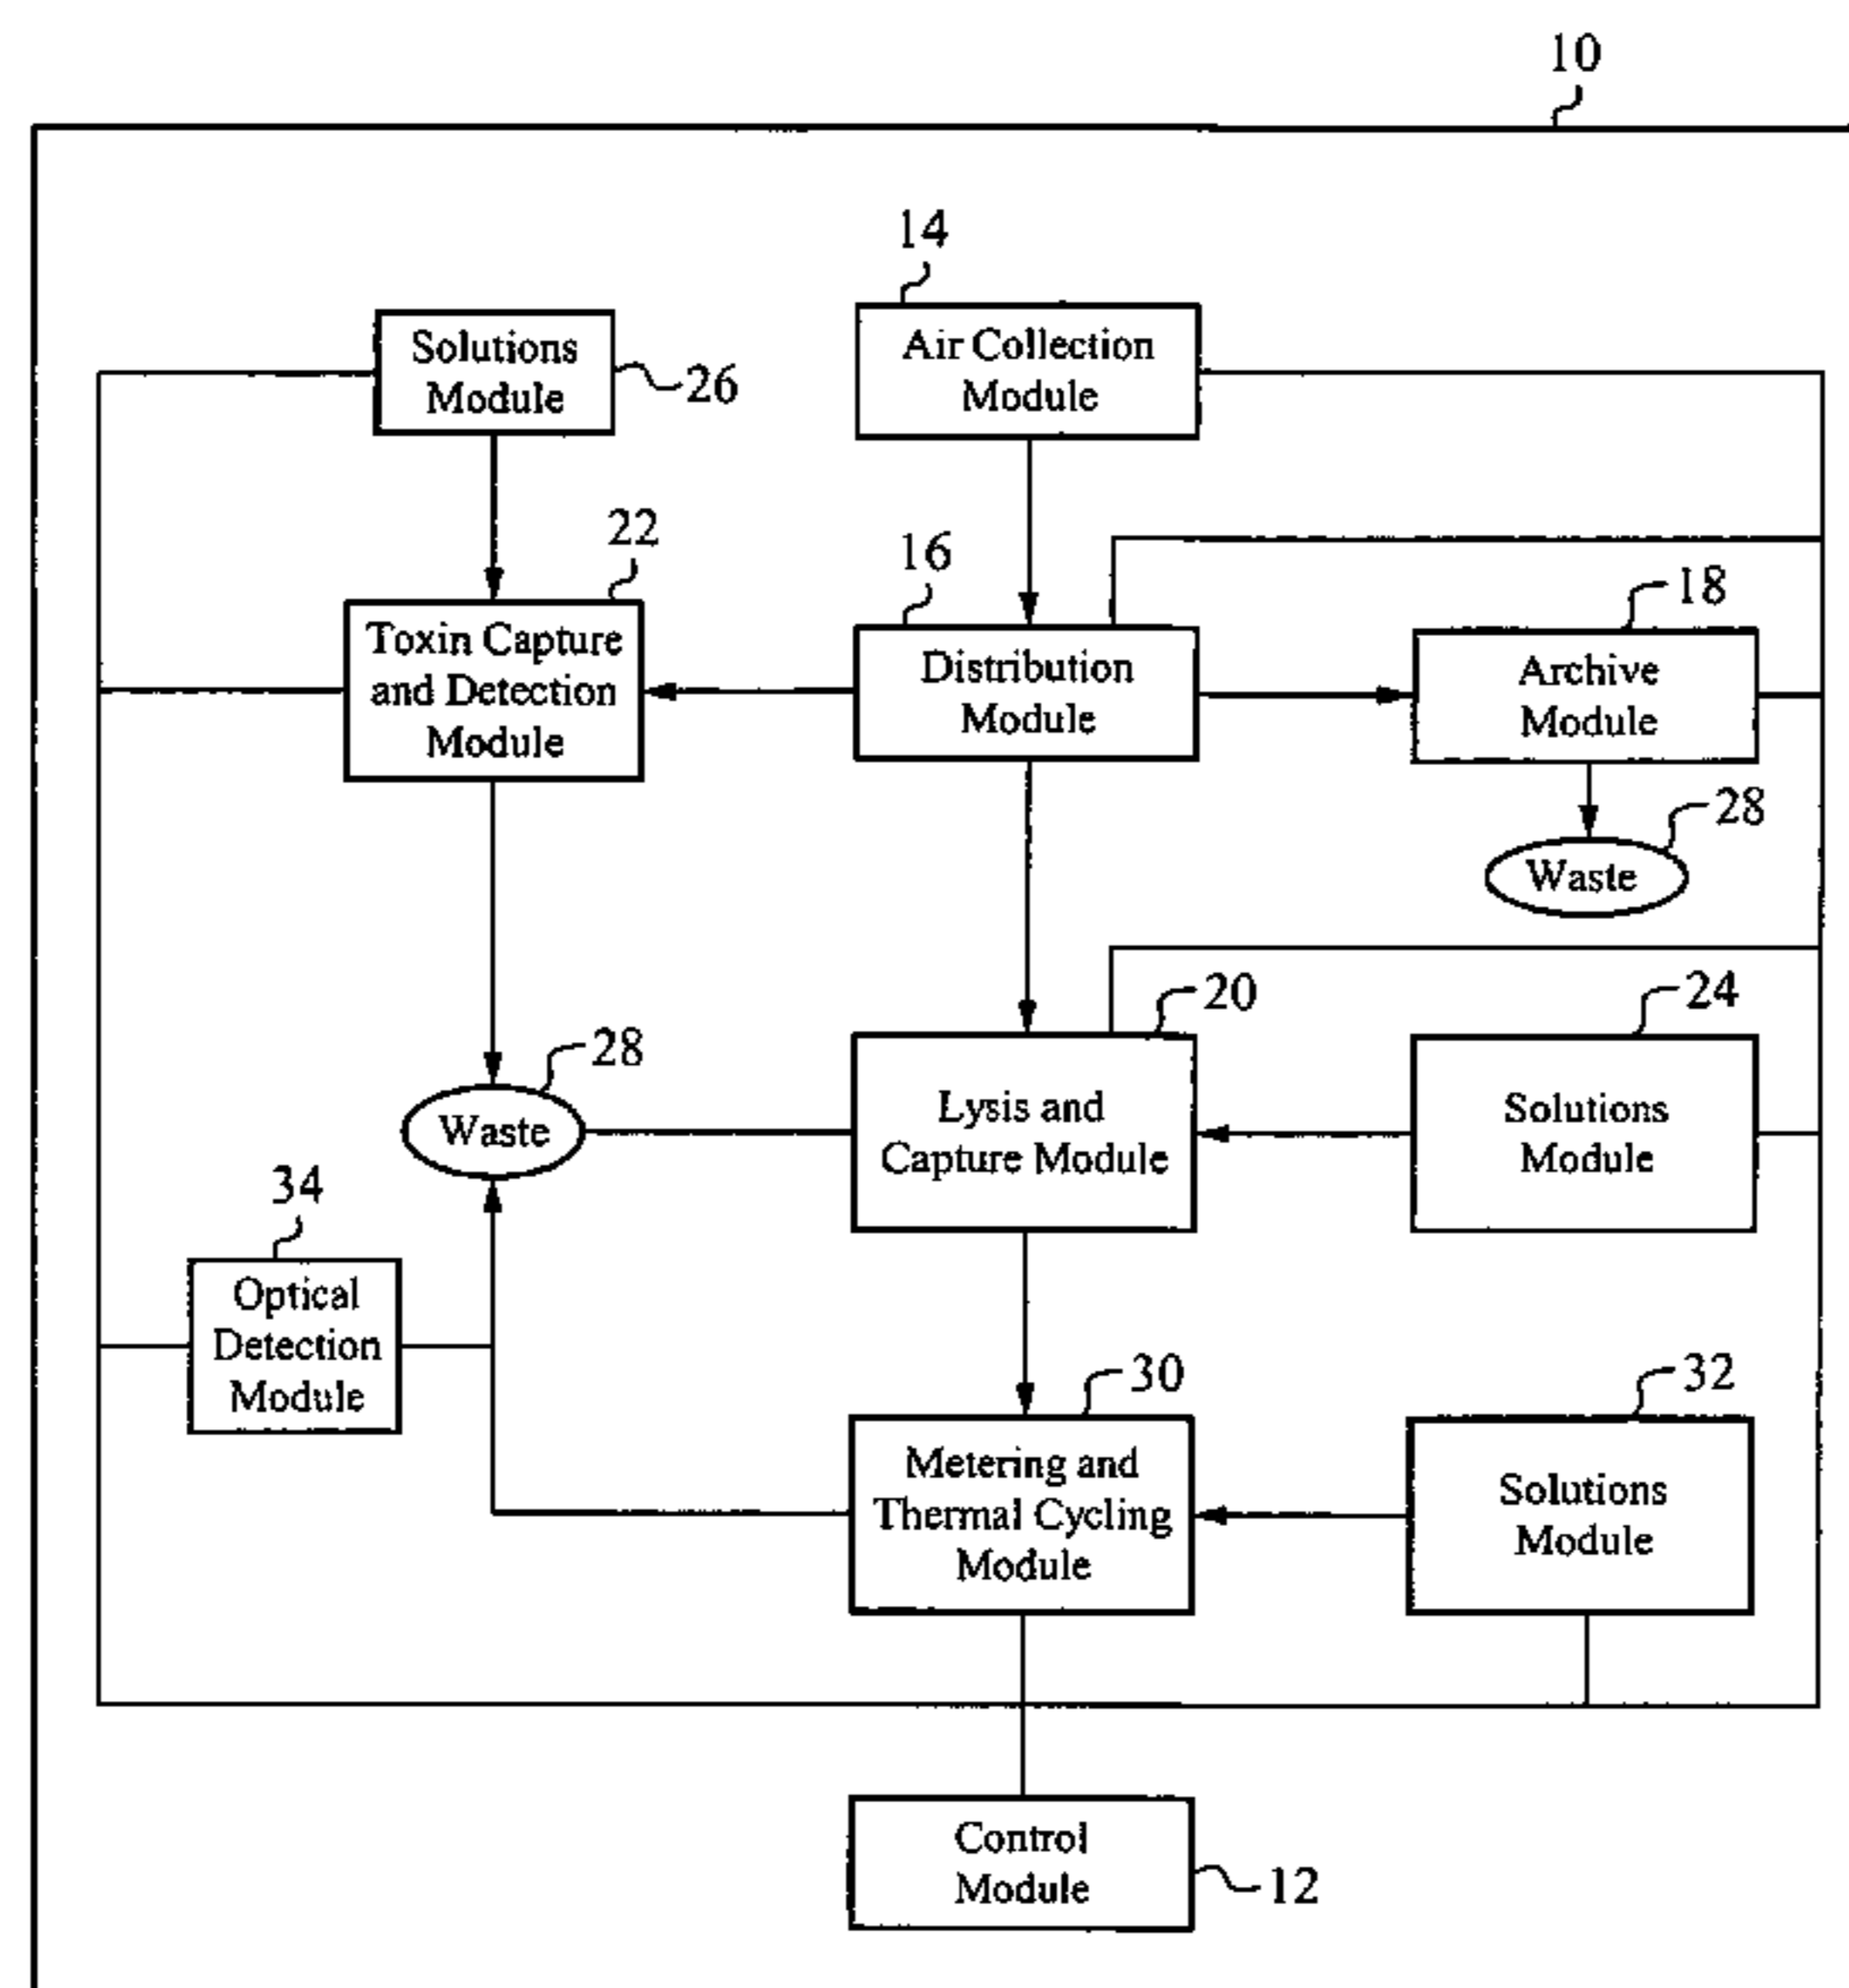 10
14
Solutions
Module
26
Air Collection
Module
22
16
18
Toxin Capture
and Detection
Module
Distribution
Module
Archive
Module
28
Waste
20
24
28
Waste
Lysis and
Capture Module
Solutions
Module
34
Optical
Detection
Module
30
32
Metering and
Thermal Cycling
Module
Solutions
Module
Control
Module
12